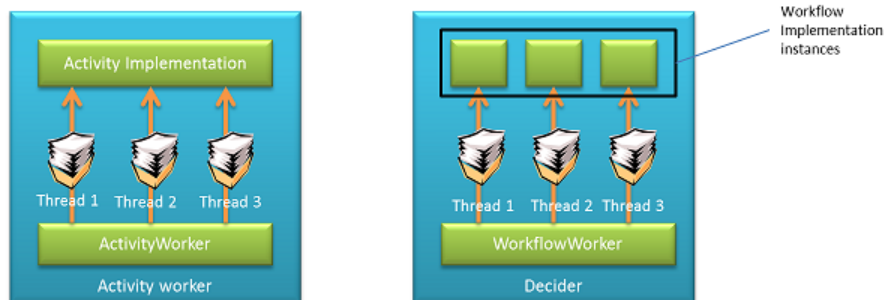 Activity Implementation
Thread 1 Thread 2 Thread 3
ActivityWorker
Activity worker
Workflow
Implementation
instances
Thread 1 Thread 2 Thread 3
WorkflowWorker
Decider